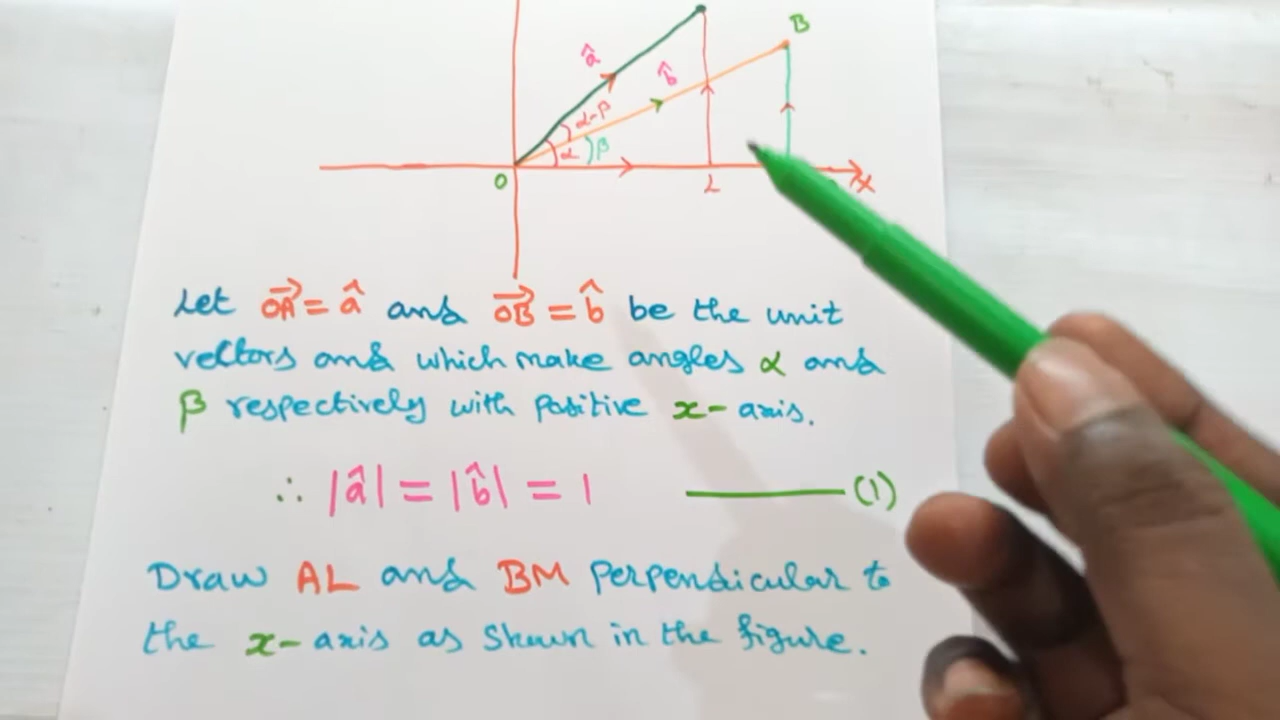 B
â
b̂
α-β
α
β
O
L
X
Let OA⃗ = â and OB⃗ = b̂ be the unit
vectors and which make angles α and
β respectively with positive x- axis.
∴ |â| = |b̂| = 1 (1)
Draw AL and BM perpendicular to
the x- axis as shown in the figure.